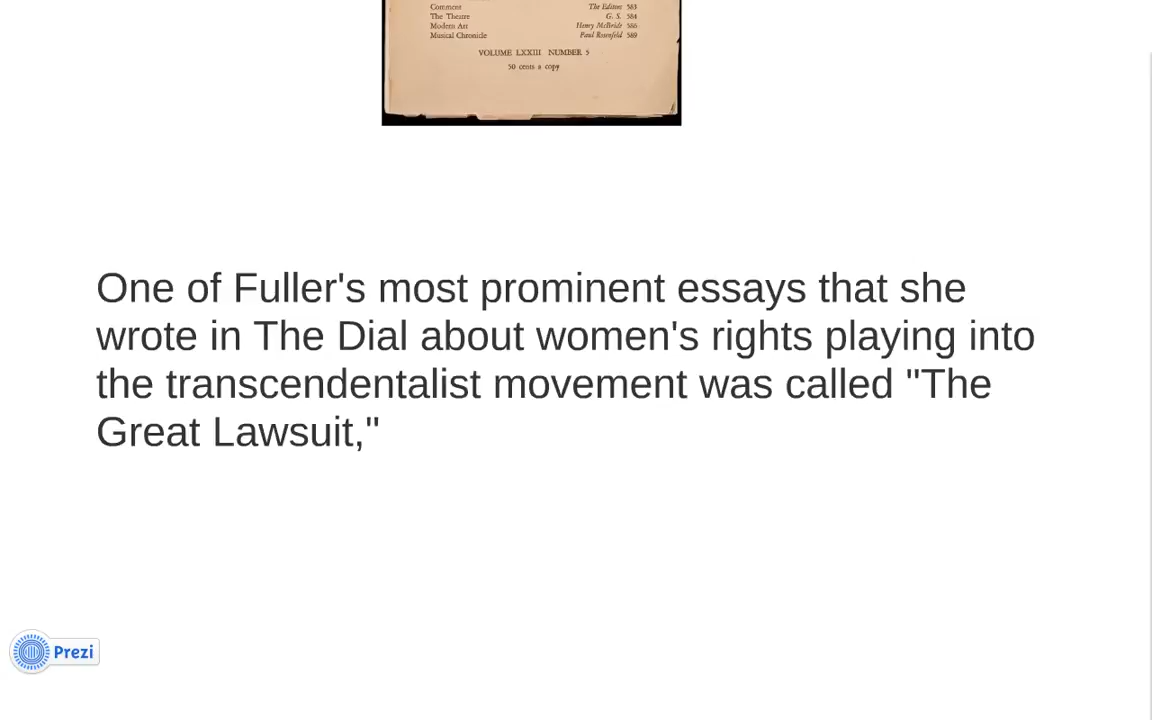 Comment The Editors 583
The Theatre G. S. 584
Modern Art Henry McBride 586
Musical Chronicle Paul Rosenfeld 589
VOLUME LXXIII NUMBER 5
50 cents a copy
One of Fuller's most prominent essays that she
wrote in The Dial about women's rights playing into
the transcendentalist movement was called "The
Great Lawsuit,"
Prezi